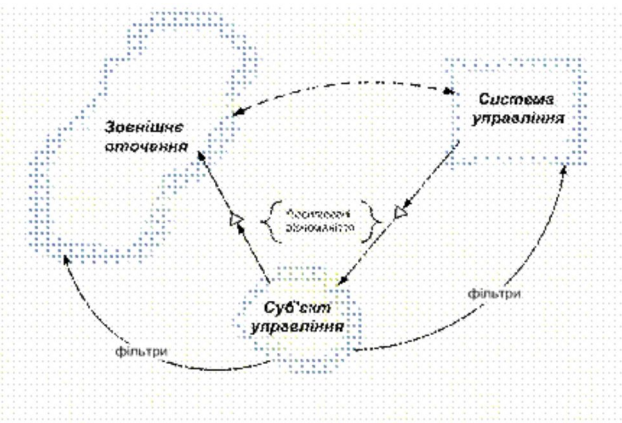 Зовнішнє
оточення
Система
управління
Суб'єкт
управління
фільтри
фільтри